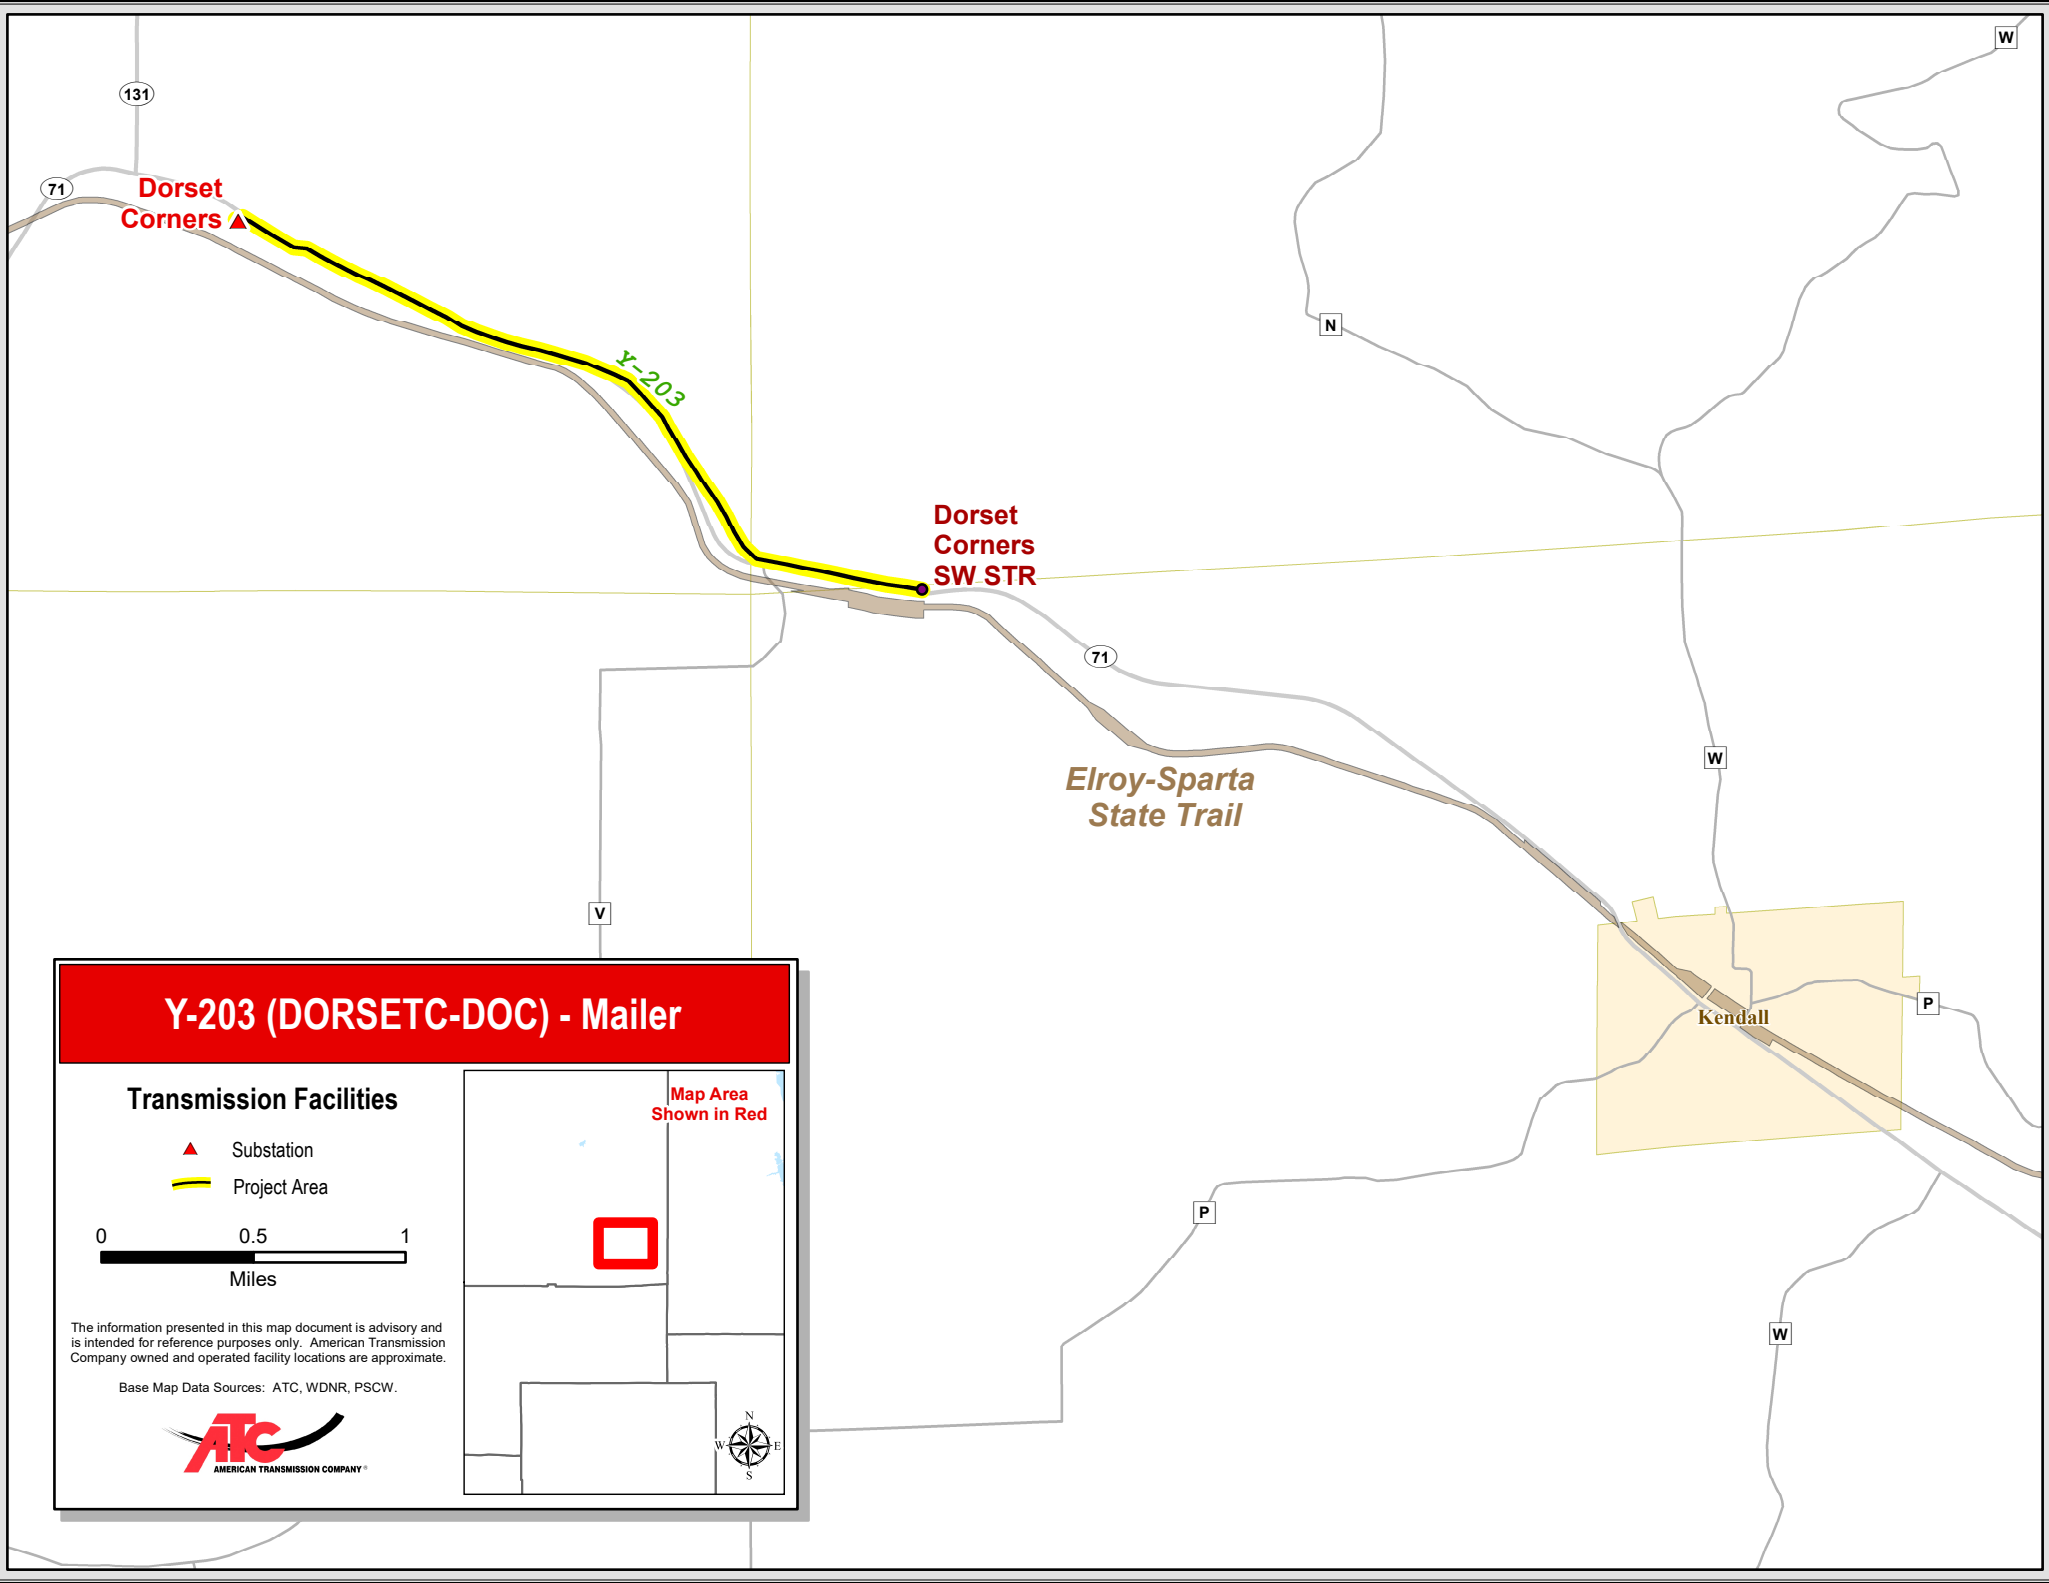 W
131
71
Dorset
Corners
N
Y-203
Dorset
Corners
SW STR
71
W
Elroy-Sparta
State Trail
V
P
Kendall
P
W
Y-203 (DORSETC-DOC) - Mailer
Transmission Facilities
Substation
Project Area
0 0.5 1
Miles
The information presented in this map document is advisory and
is intended for reference purposes only. American Transmission
Company owned and operated facility locations are approximate.
Base Map Data Sources: ATC, WDNR, PSCW.
ATC
AMERICAN TRANSMISSION COMPANY®
Map Area
Shown in Red
N
W E
S